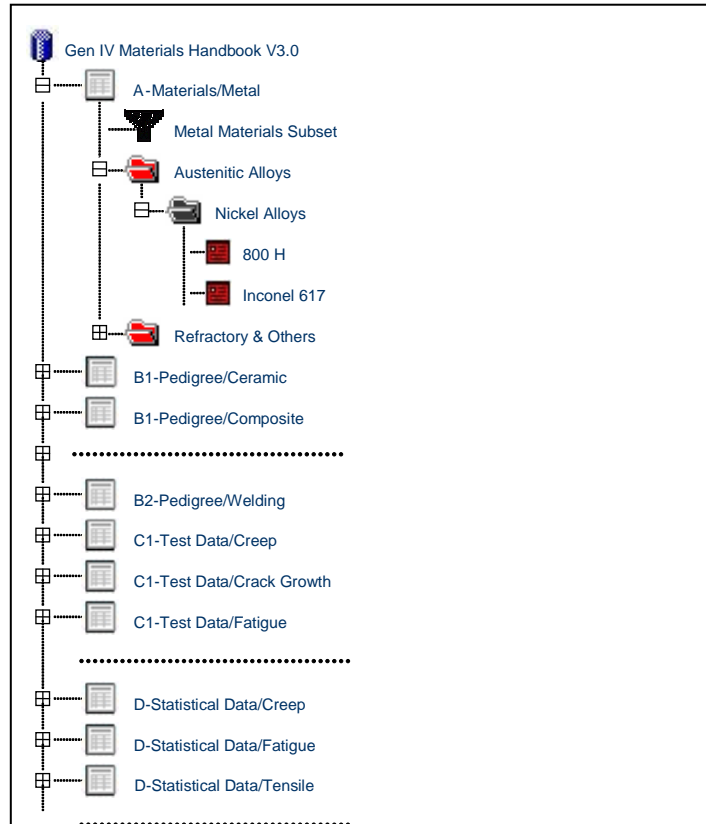 Gen IV Materials Handbook V3.0
A-Materials/Metal
Metal Materials Subset
Austenitic Alloys
Nickel Alloys
800 H
Inconel 617
Refractory & Others
B1-Pedigree/Ceramic
B1-Pedigree/Composite
B2-Pedigree/Welding
C1-Test Data/Creep
C1-Test Data/Crack Growth
C1-Test Data/Fatigue
D-Statistical Data/Creep
D-Statistical Data/Fatigue
D-Statistical Data/Tensile